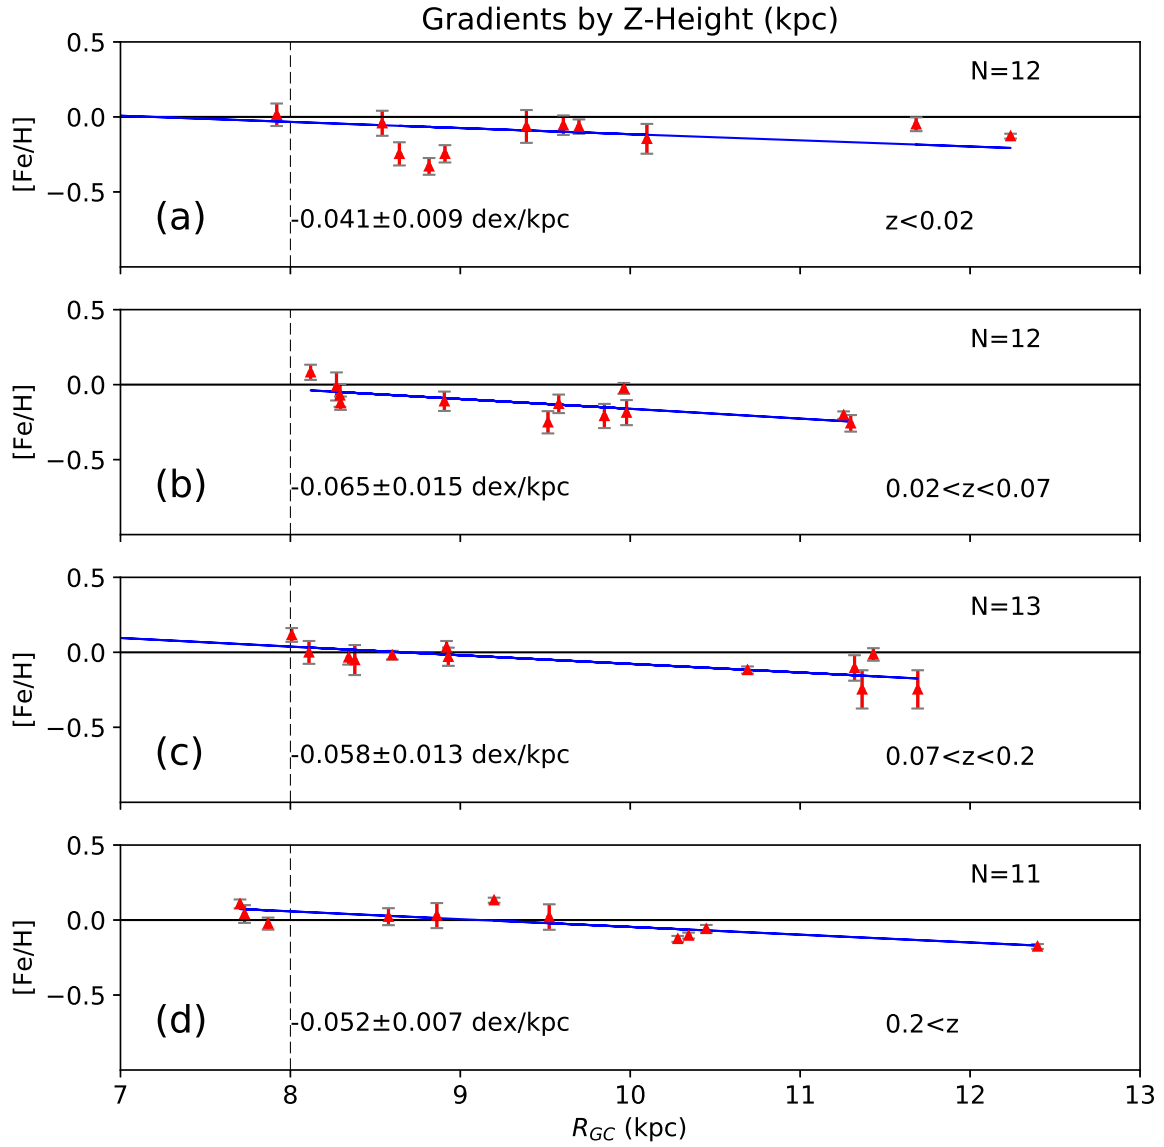 Gradients by Z-Height (kpc)
0.5
0.0
−0.5
[Fe/H]
N=12
(a)
-0.041±0.009 dex/kpc
z<0.02
0.5
0.0
−0.5
[Fe/H]
N=12
(b)
-0.065±0.015 dex/kpc
0.02<z<0.07
0.5
0.0
−0.5
[Fe/H]
N=13
(c)
-0.058±0.013 dex/kpc
0.07<z<0.2
0.5
0.0
−0.5
[Fe/H]
N=11
(d)
-0.052±0.007 dex/kpc
0.2<z
7 8 9 10 11 12 13
R_GC (kpc)